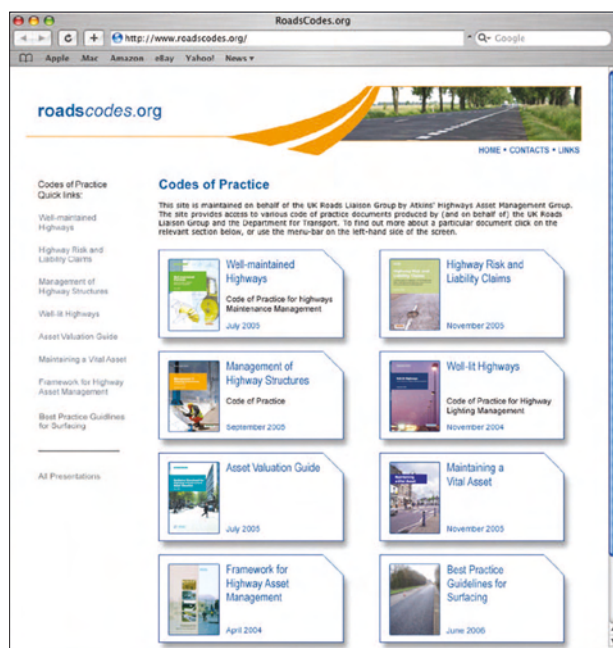 RoadsCodes.org
http://www.roadscodes.org/
Google
Apple .Mac Amazon eBay Yahoo! News
roadscodes.org
HOME • CONTACTS • LINKS
Codes of Practice
Quick links:
Well-maintained
Highways
Highway Risk and
Liability Claims
Management of
Highway Structures
Well-lit Highways
Asset Valuation Guide
Maintaining a Vital Asset
Framework for Highway
Asset Management
Best Practice Guidlines
for Surfacing
All Presentations
Codes of Practice
This site is maintained on behalf of the UK Roads Liaison Group by Atkins' Highways Asset Management Group.
The site provides access to various code of practice documents produced by (and on behalf of) the UK Roads
Liaison Group and the Department for Transport. To find out more about a particular document click on the
relevant section below, or use the menu-bar on the left-hand side of the screen.
Well-maintained
Highways
Code of Practice for highways
Maintenance Management
July 2005
Highway Risk and
Liability Claims
November 2005
Management of
Highway Structures
Code of Practice
September 2005
Well-lit Highways
Code of Practice for Highway
Lighting Management
November 2004
Asset Valuation Guide
July 2005
Maintaining a
Vital Asset
November 2005
Framework for
Highway Asset
Management
April 2004
Best Practice
Guidelines for
Surfacing
June 2006